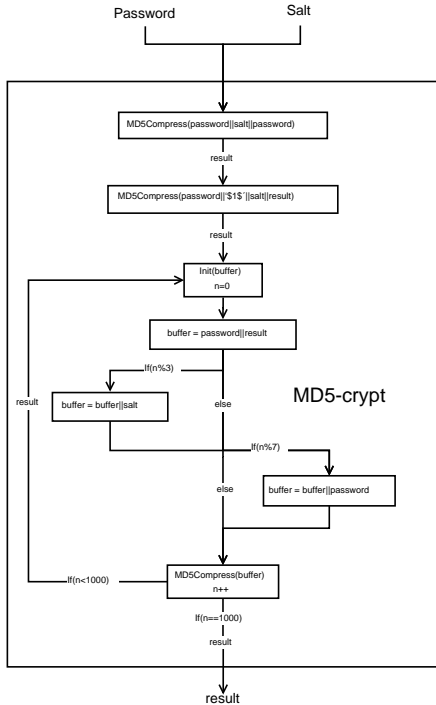 Password
Salt
MD5Compress(password||salt||password)
result
MD5Compress(password||'$1$´||salt||result)
result
Init(buffer)
n=0
buffer = password||result
If(n%3)
MD5-crypt
result
buffer = buffer||salt
else
If(n%7)
else
buffer = buffer||password
MD5Compress(buffer)
n++
If(n<1000)
If(n==1000)
result
result